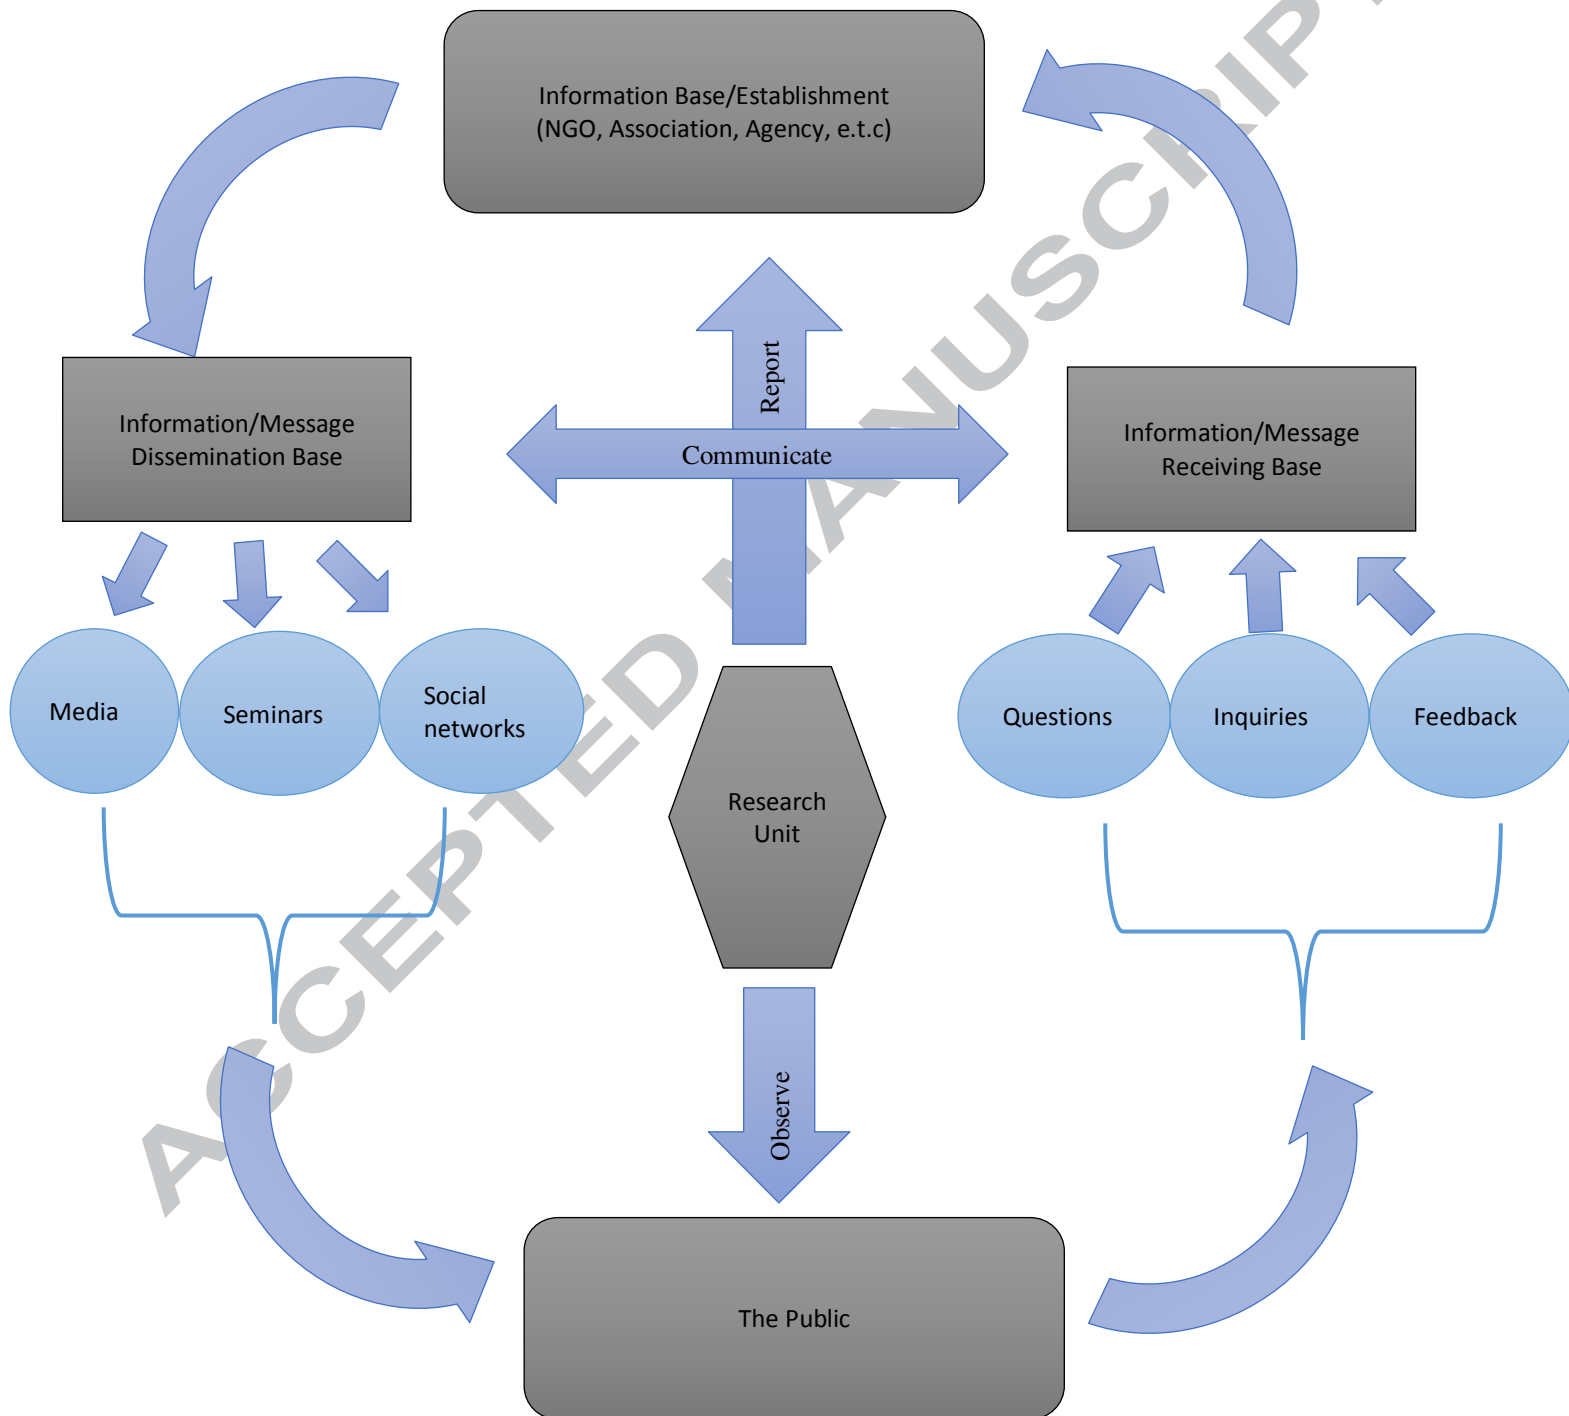 Information Base/Establishment
(NGO, Association, Agency, e.t.c)
Report
Information/Message
Dissemination Base
Communicate
Information/Message
Receiving Base
Media
Seminars
Social
networks
Questions
Inquiries
Feedback
Research
Unit
Observe
The Public
ACCEPTED MANUSCRIPT